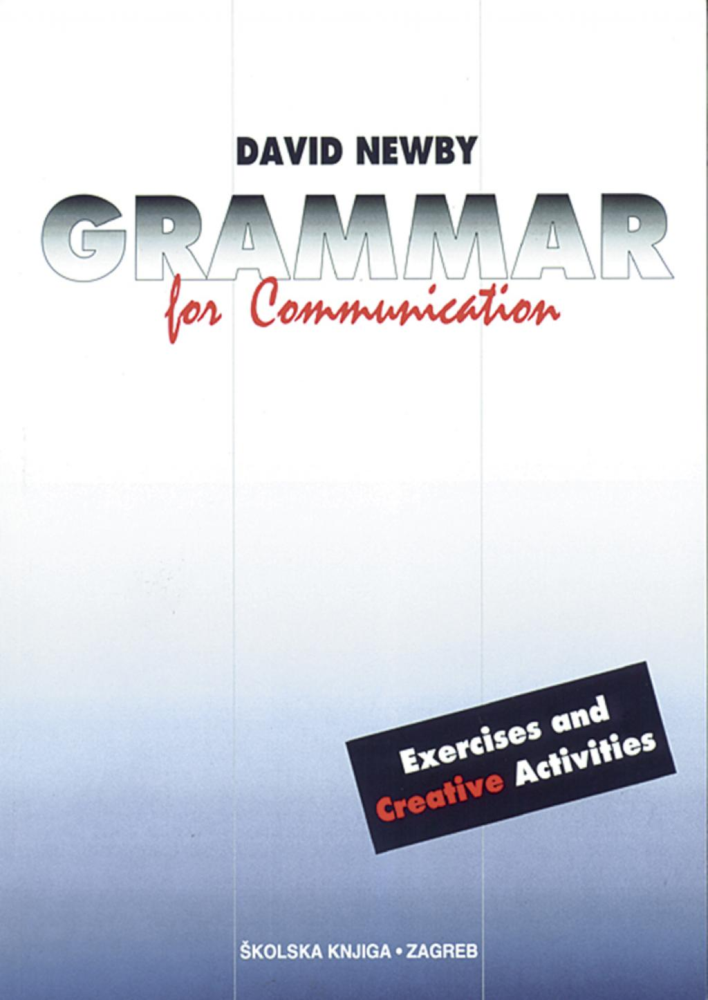 DAVID NEWBY
GRAMMAR
for Communication
Exercises and
Creative Activities
ŠKOLSKA KNJIGA • ZAGREB